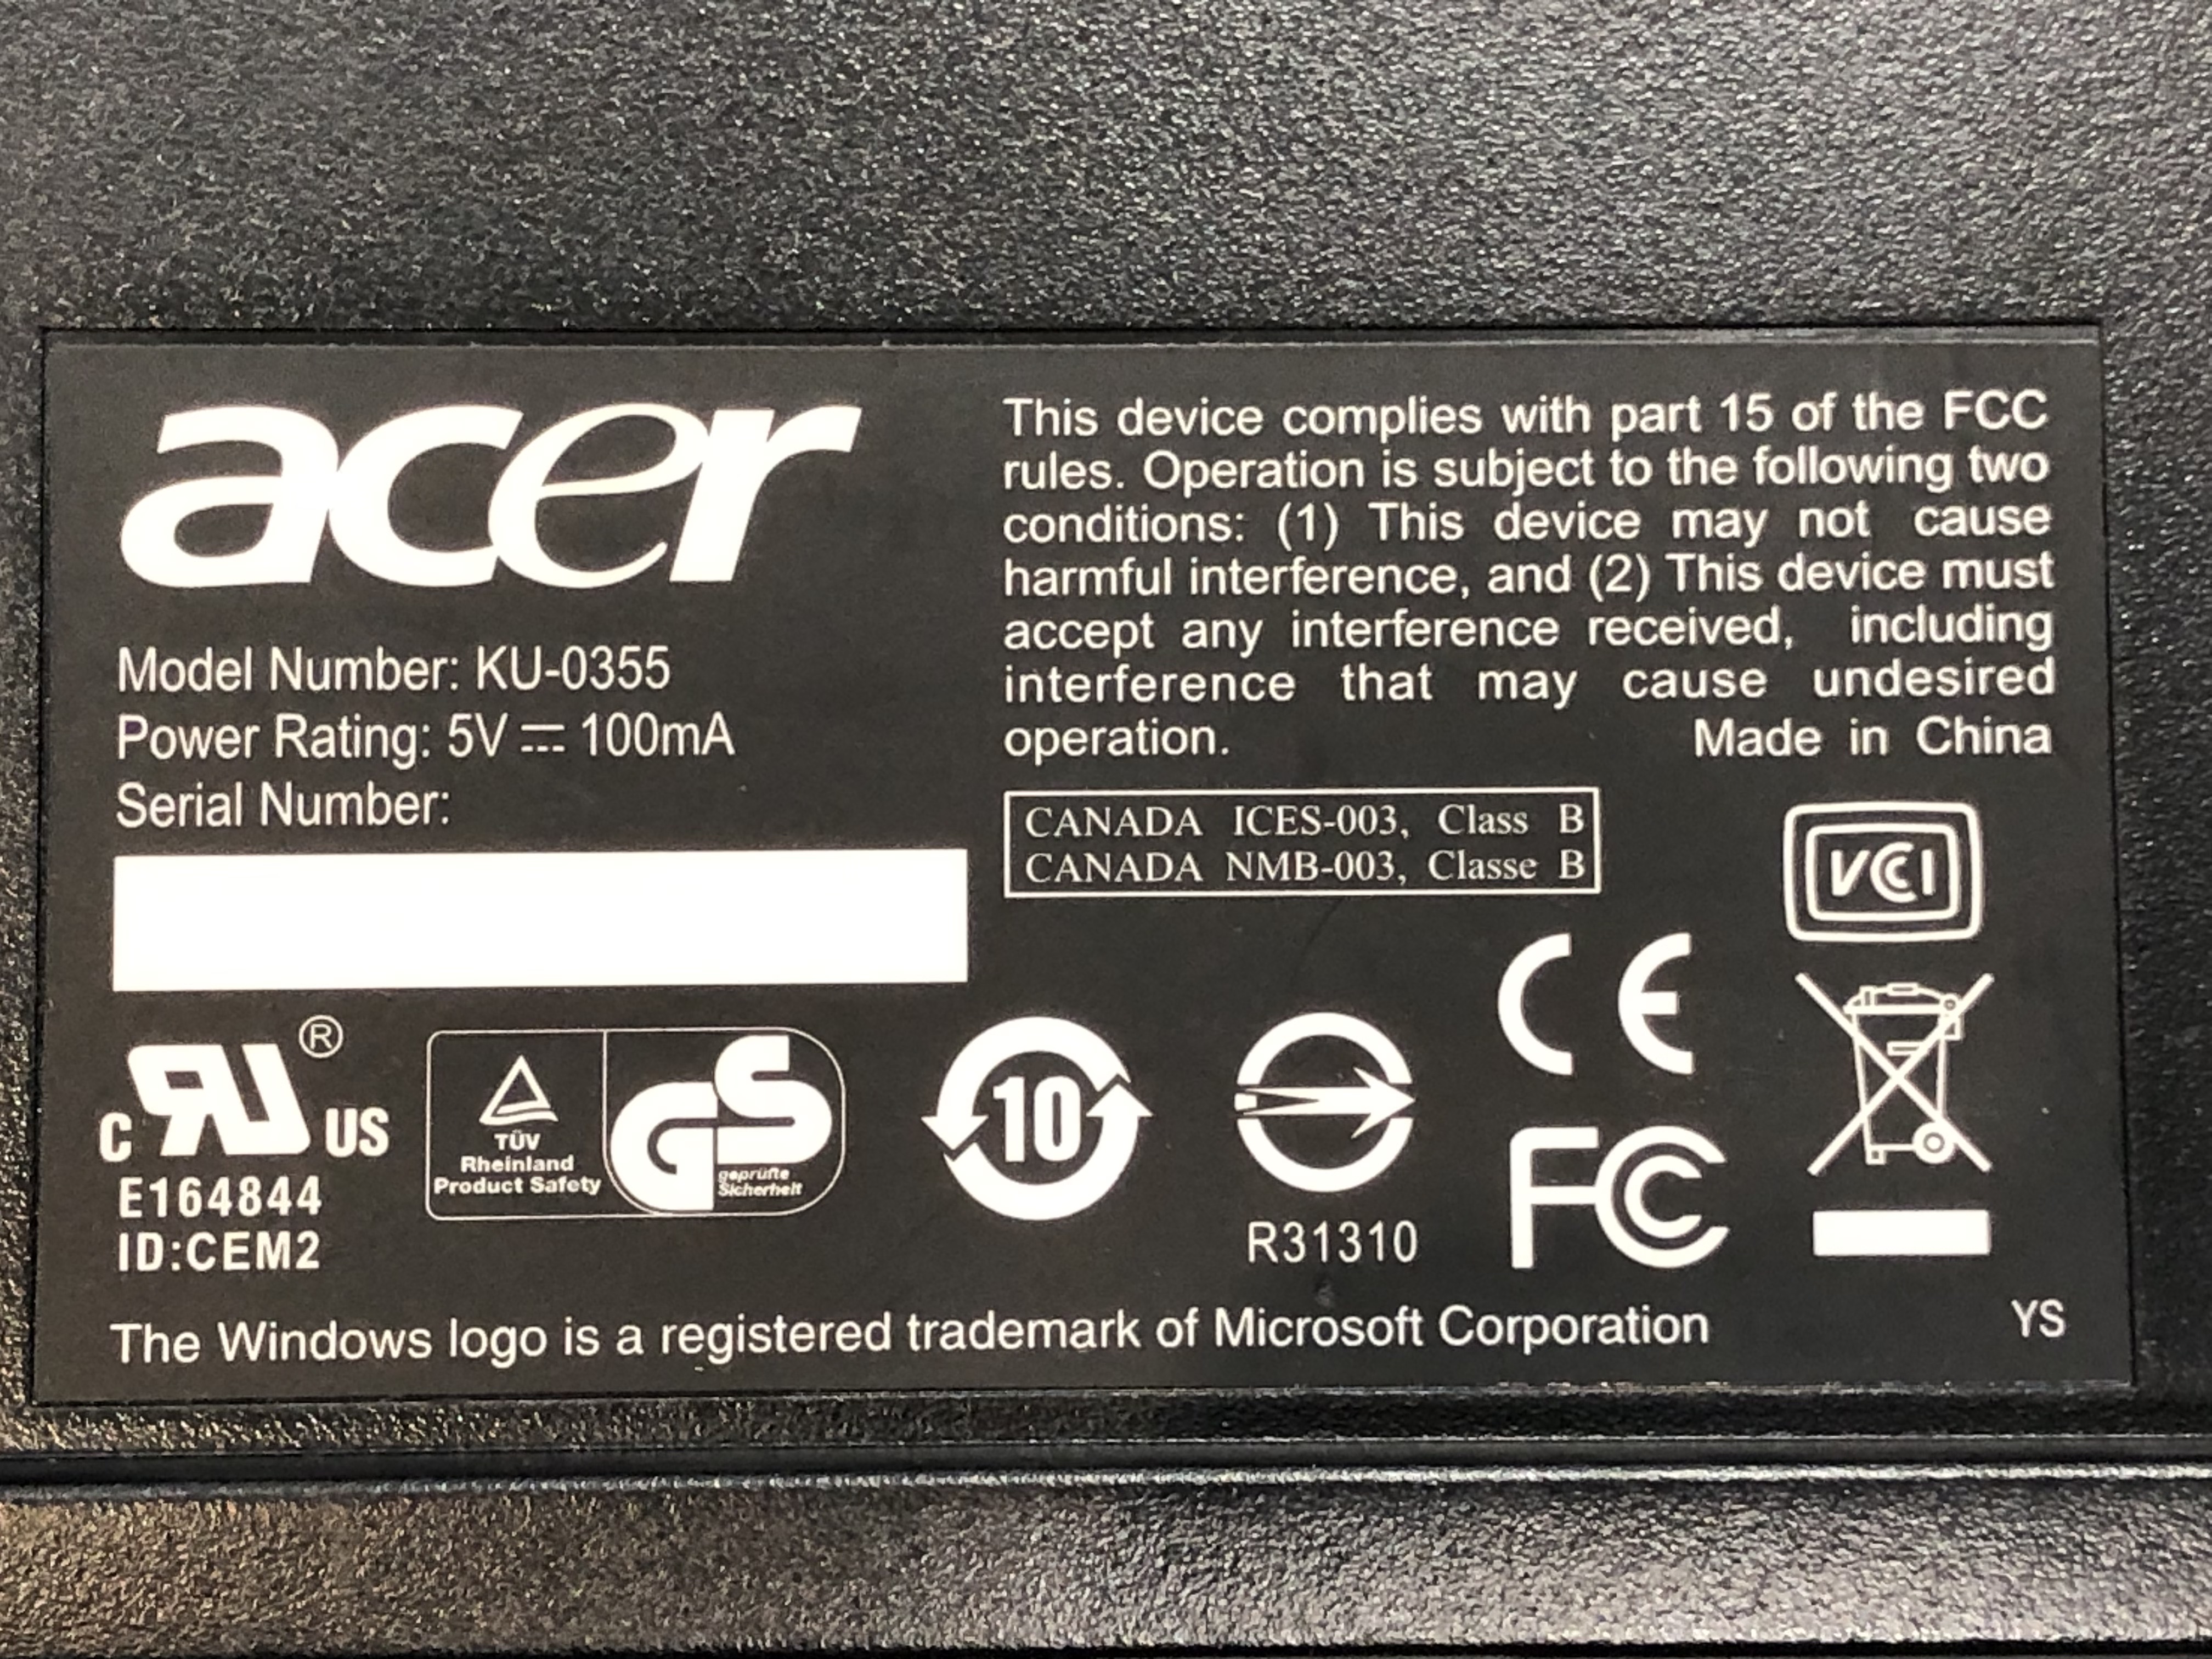 acer
Model Number: KU-0355
Power Rating: 5V ⎓ 100mA
Serial Number:
This device complies with part 15 of the FCC
rules. Operation is subject to the following two
conditions: (1) This device may not cause
harmful interference, and (2) This device must
accept any interference received, including
interference that may cause undesired
operation. Made in China
CANADA ICES-003, Class B
CANADA NMB-003, Classe B
VCCI
CE
C RU ® US
E164844
ID:CEM2
TÜV
Rheinland
Product Safety
GS
geprüfte
Sicherheit
10
R31310
FCC
The Windows logo is a registered trademark of Microsoft Corporation
YS